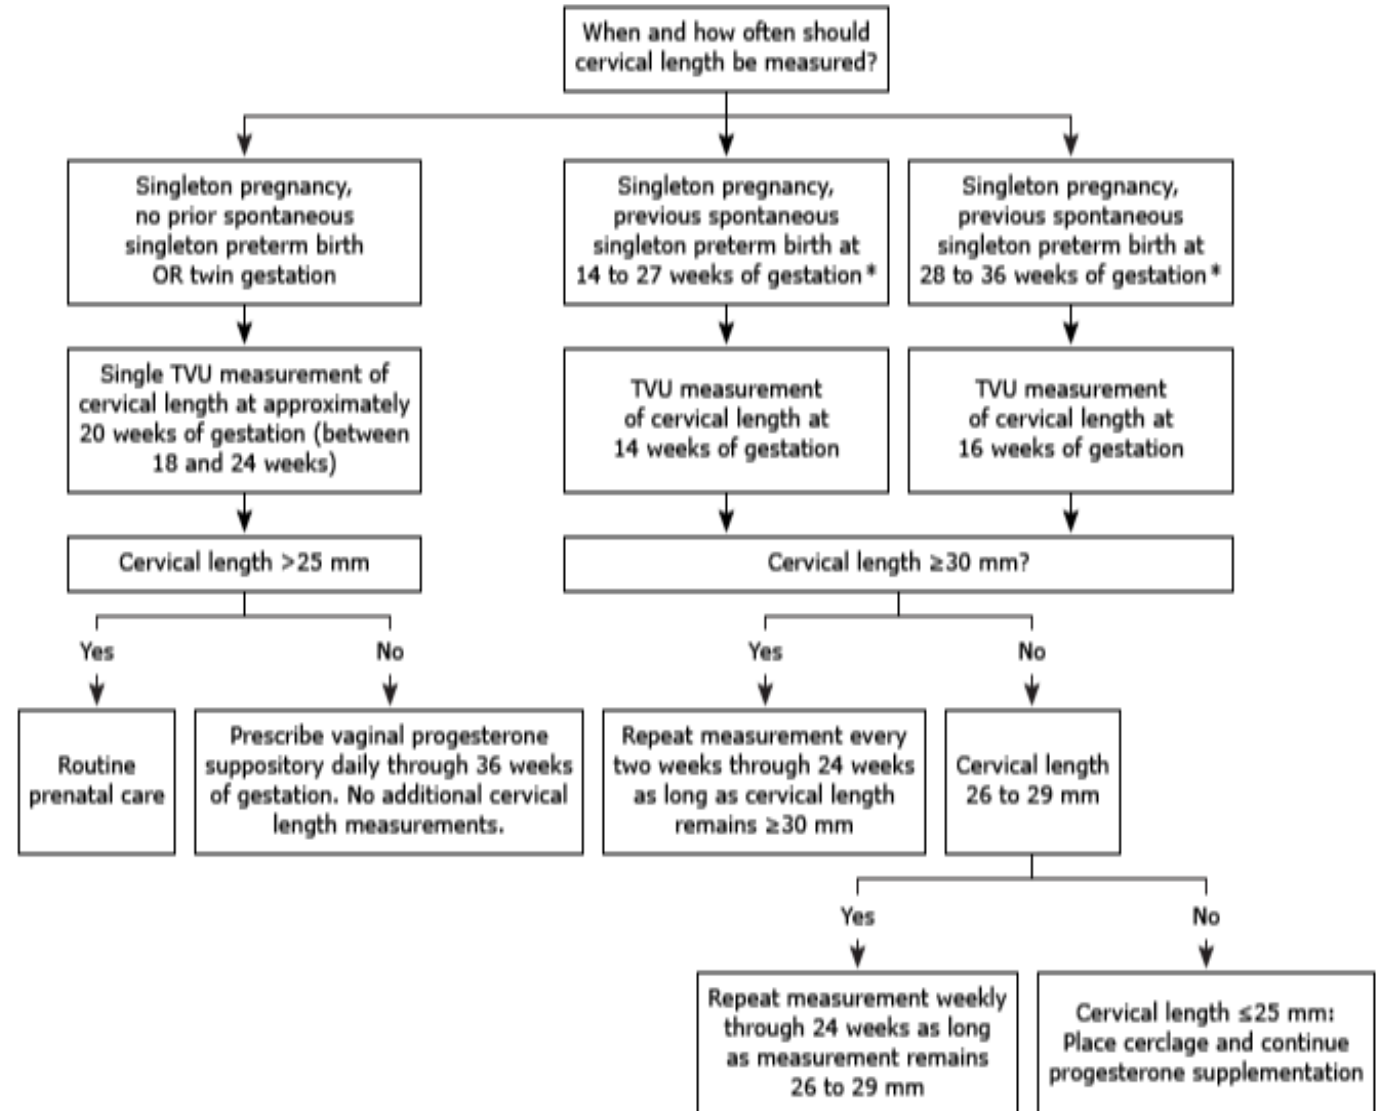 When and how often should
cervical length be measured?
Singleton pregnancy,
no prior spontaneous
singleton preterm birth
OR twin gestation
Singleton pregnancy,
previous spontaneous
singleton preterm birth at
14 to 27 weeks of gestation*
Singleton pregnancy,
previous spontaneous
singleton preterm birth at
28 to 36 weeks of gestation*
Single TVU measurement of
cervical length at approximately
20 weeks of gestation (between
18 and 24 weeks)
TVU measurement
of cervical length at
14 weeks of gestation
TVU measurement
of cervical length at
16 weeks of gestation
Cervical length >25 mm
Cervical length ≥30 mm?
Yes
No
Yes
No
Routine
prenatal care
Prescribe vaginal progesterone
suppository daily through 36 weeks
of gestation. No additional cervical
length measurements.
Repeat measurement every
two weeks through 24 weeks
as long as cervical length
remains ≥30 mm
Cervical length
26 to 29 mm
Yes
No
Repeat measurement weekly
through 24 weeks as long
as measurement remains
26 to 29 mm
Cervical length ≤25 mm:
Place cerclage and continue
progesterone supplementation